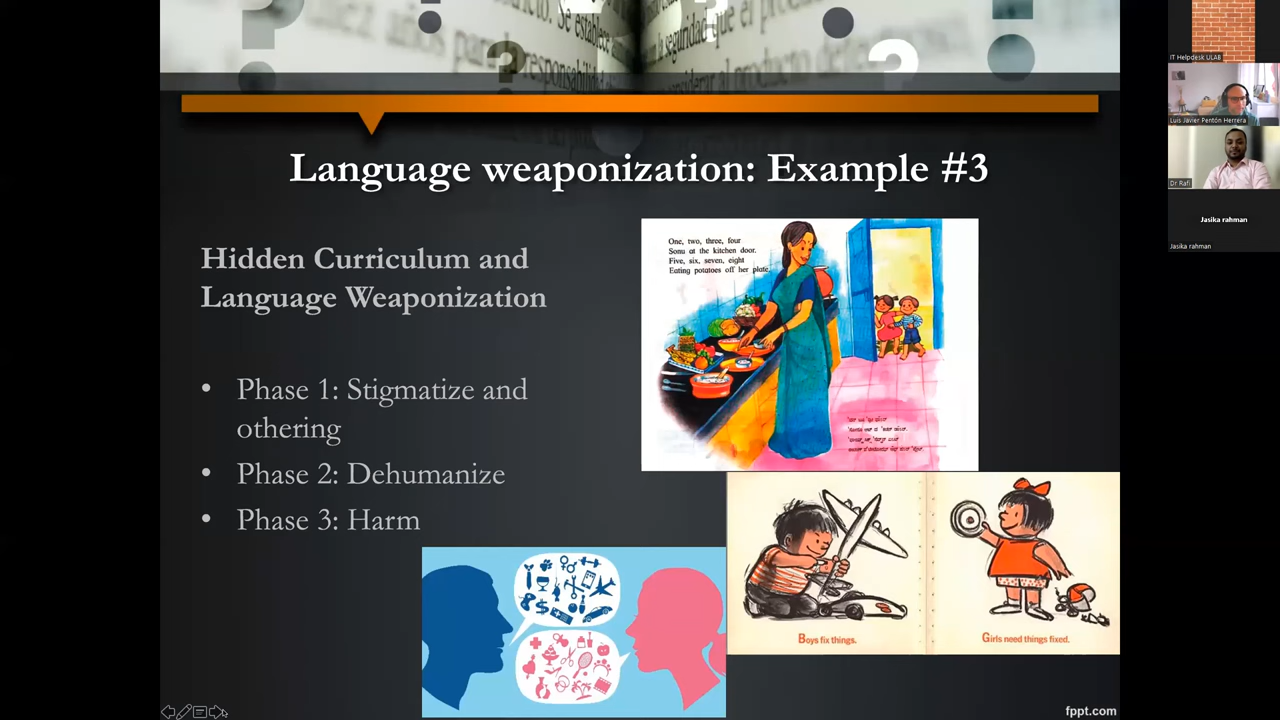 Language weaponization: Example #3
Hidden Curriculum and
Language Weaponization
• Phase 1: Stigmatize and
othering
• Phase 2: Dehumanize
• Phase 3: Harm
One, two, three, four
Sonu at the kitchen door.
Five, six, seven, eight
Eating potatoes off her plate.
Boys fix things.
Girls need things fixed.
fppt.com
IT Helpdesk ULAB
Luis Javier Pentón Herrera
Dr Rafi
Jasika rahman
Jasika rahman